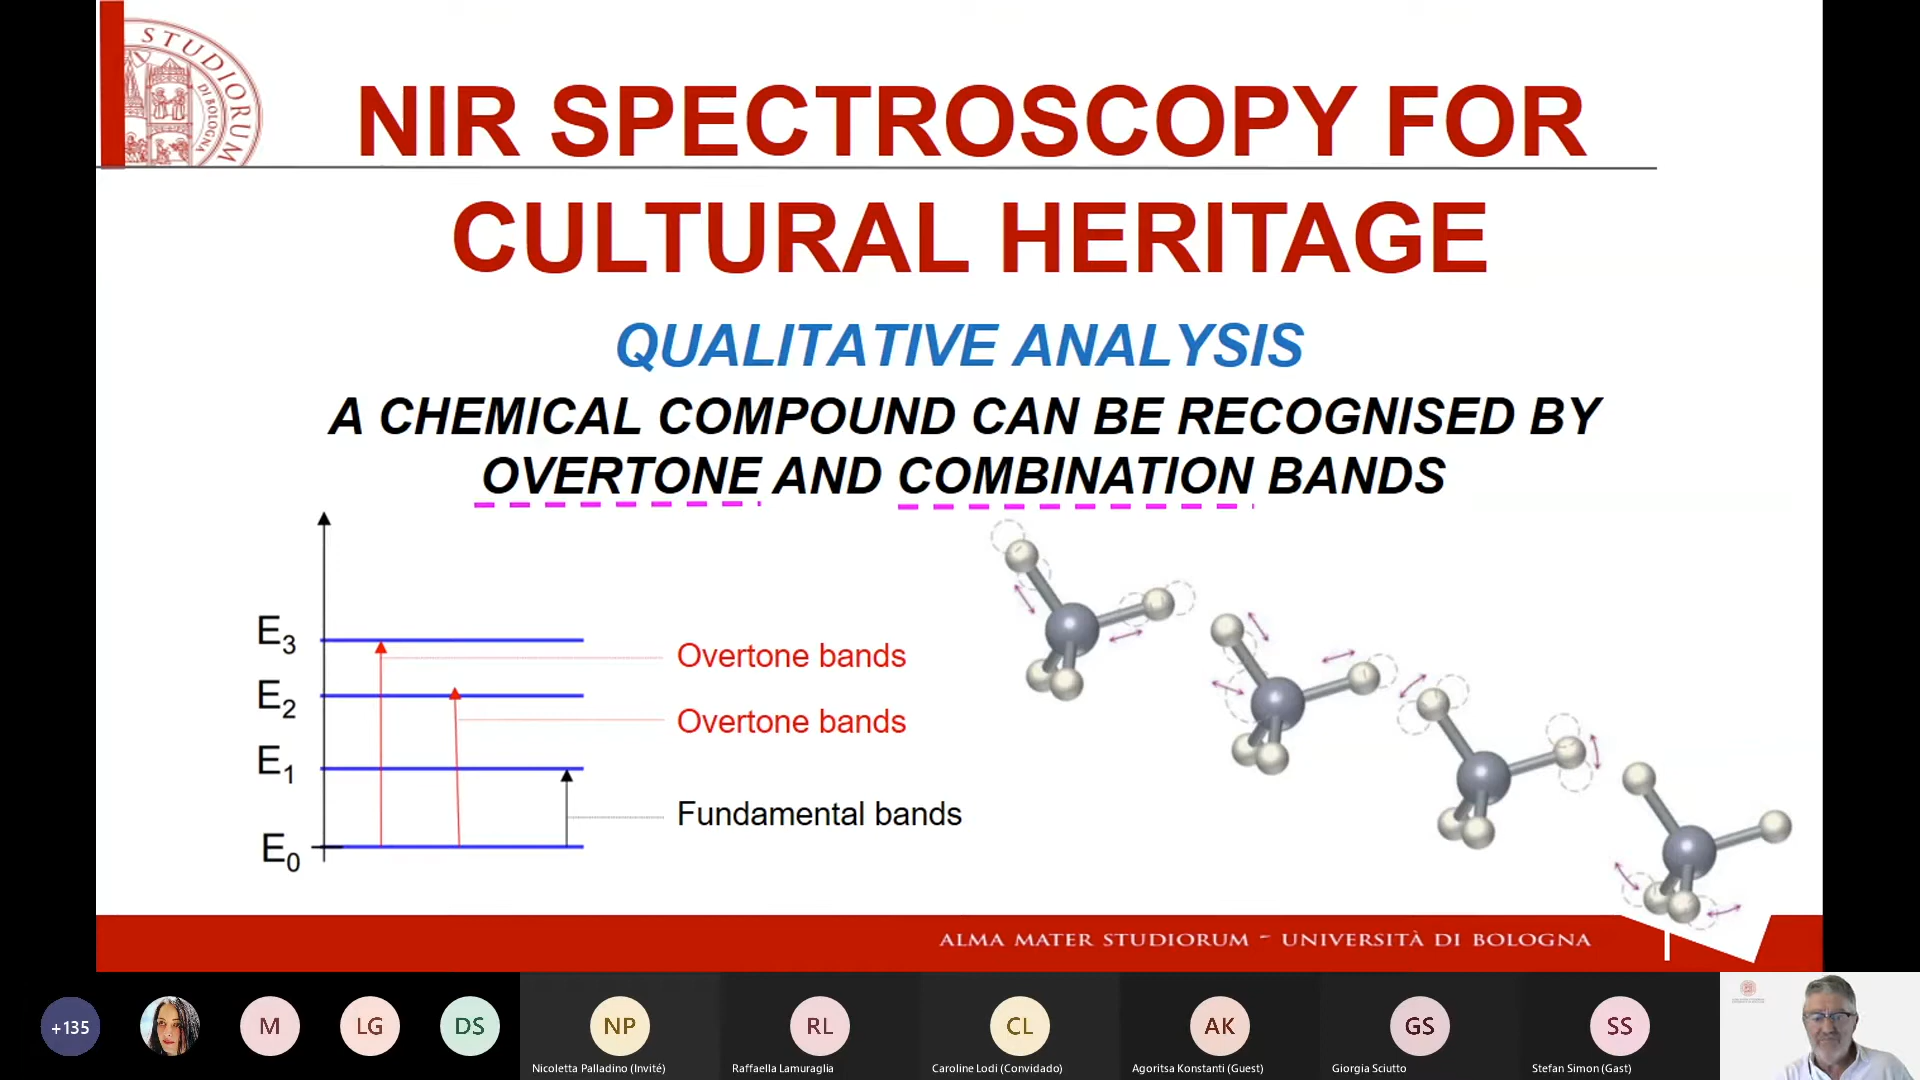 STUDIORUM
DI BOLOGNA
NIR SPECTROSCOPY FOR
CULTURAL HERITAGE
QUALITATIVE ANALYSIS
A CHEMICAL COMPOUND CAN BE RECOGNISED BY
OVERTONE AND COMBINATION BANDS
E3
Overtone bands
E2
Overtone bands
E1
Fundamental bands
E0
ALMA MATER STUDIORUM - UNIVERSITÀ DI BOLOGNA
+135
M
LG
DS
NP
RL
CL
AK
GS
SS
Nicoletta Palladino (Invité)
Raffaella Lamuraglia
Caroline Lodi (Convidado)
Agoritsa Konstanti (Guest)
Giorgia Sciutto
Stefan Simon (Gast)